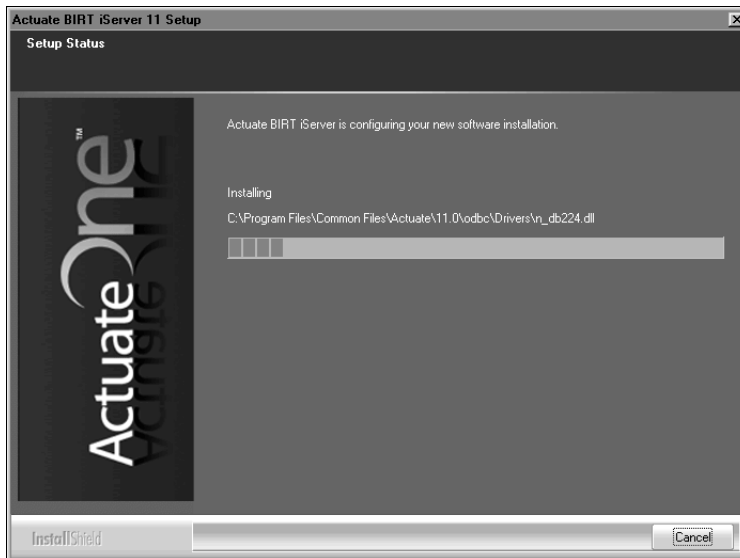 Actuate BIRT iServer 11 Setup
Setup Status
Actuate BIRT iServer is configuring your new software installation.
Installing
C:\Program Files\Common Files\Actuate\11.0\odbc\Drivers\n_db224.dll
ActuateOne™
InstallShield
Cancel